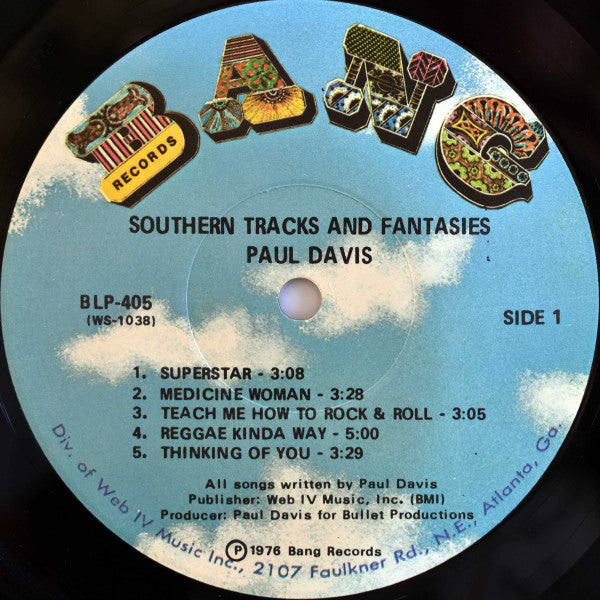 BANG
RECORDS
SOUTHERN TRACKS AND FANTASIES
PAUL DAVIS
BLP-405
(WS-1038)
SIDE 1
1. SUPERSTAR - 3:08
2. MEDICINE WOMAN - 3:28
3. TEACH ME HOW TO ROCK & ROLL - 3:05
4. REGGAE KINDA WAY - 5:00
5. THINKING OF YOU - 3:29
All songs written by Paul Davis
Publisher: Web IV Music, Inc. (BMI)
Producer: Paul Davis for Bullet Productions
Ⓟ 1976 Bang Records
Div. of Web IV Music Inc., 2107 Faulkner Rd., N.E., Atlanta, Ga.